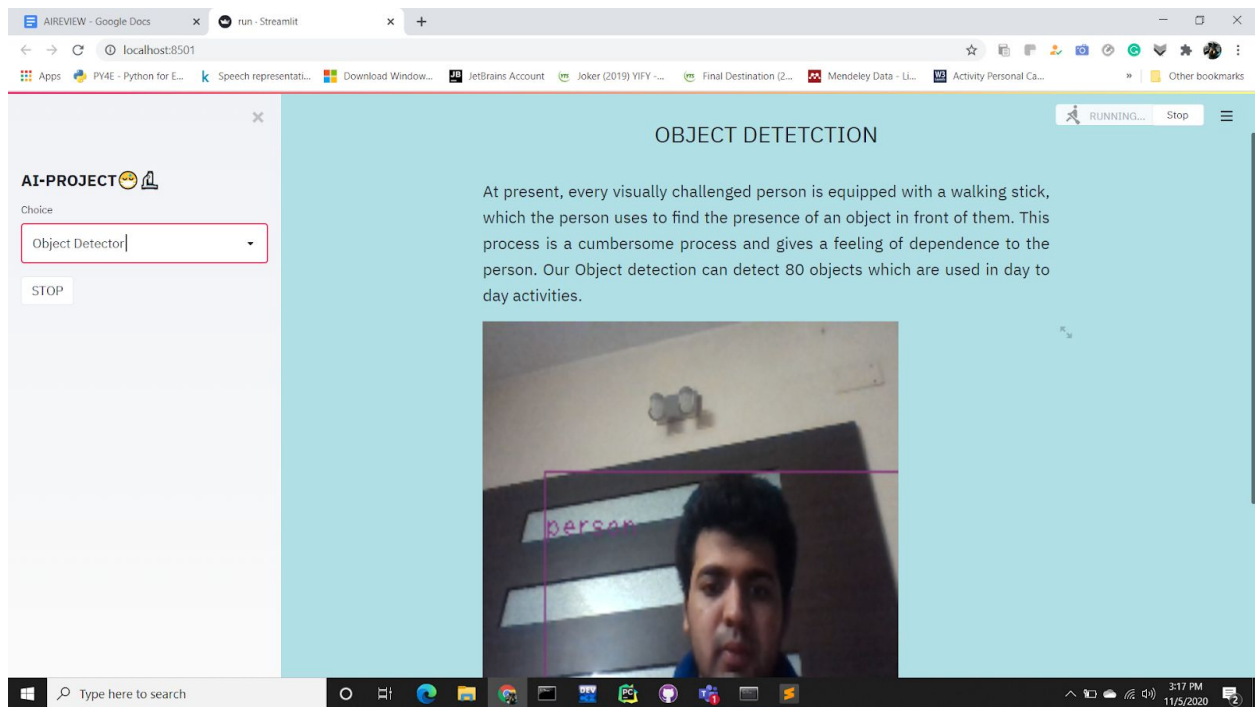 AIREVIEW - Google Docs
run - Streamlit
localhost:8501
Apps
PY4E - Python for E...
Speech representati...
Download Window...
JetBrains Account
Joker (2019) YIFY -...
Final Destination (2...
Mendeley Data - Li...
Activity Personal Ca...
»
Other bookmarks
RUNNING...
Stop
OBJECT DETETCTION
AI-PROJECT
Choice
Object Detector
STOP
At present, every visually challenged person is equipped with a walking stick,
which the person uses to find the presence of an object in front of them. This
process is a cumbersome process and gives a feeling of dependence to the
person. Our Object detection can detect 80 objects which are used in day to
day activities.
person
Type here to search
3:17 PM
11/5/2020